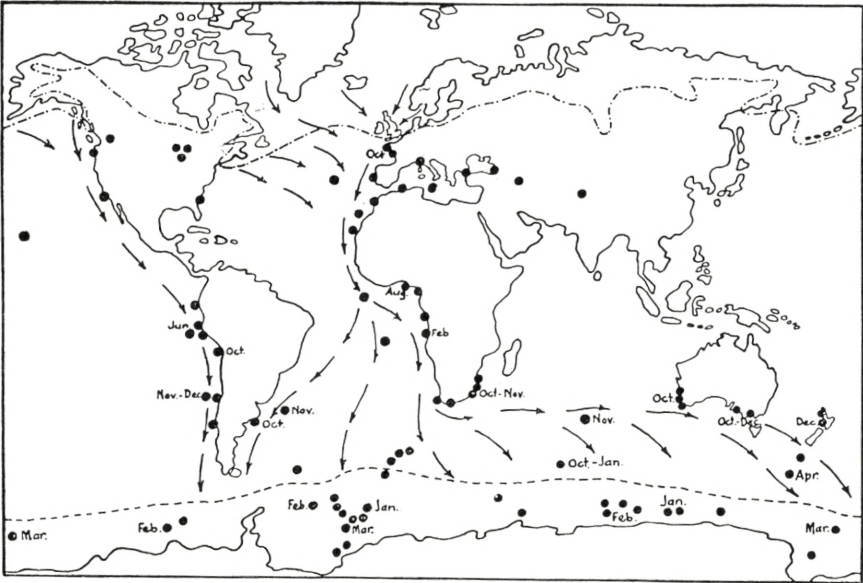 Oct
Aug.
Jun.
Feb
Oct.
Nov.-Dec.
Oct-Nov.
Oct.
Nov.
Nov.
Oct.
Oct.-Dec.
Dec.
Oct-Jan.
Apr.
Feb.
Jan.
Jan.
Mar.
Feb.
Mar.
Feb.
Mar.